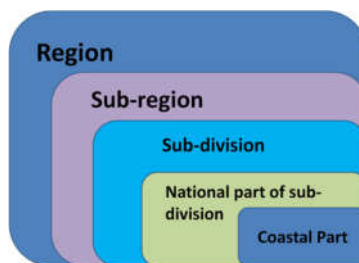 Region
Sub-region
Sub-division
National part of sub-
division
Coastal Part